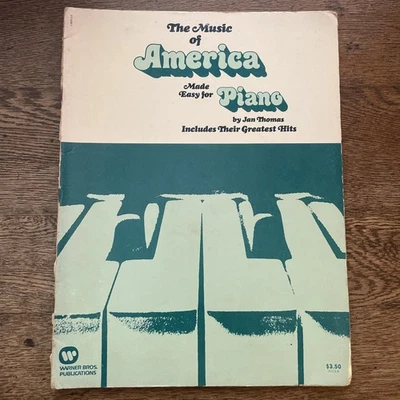 The Music
of
America
Made
Easy for
Piano
by Jan Thomas
Includes Their Greatest Hits
WARNER BROS.
PUBLICATIONS
$3.50